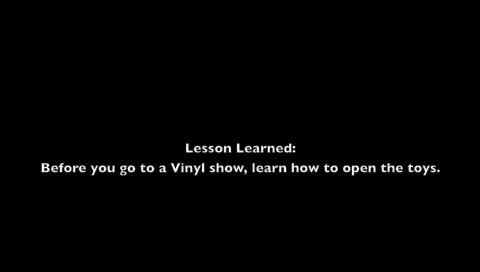 Lesson Learned:
Before you go to a Vinyl show, learn how to open the toys.